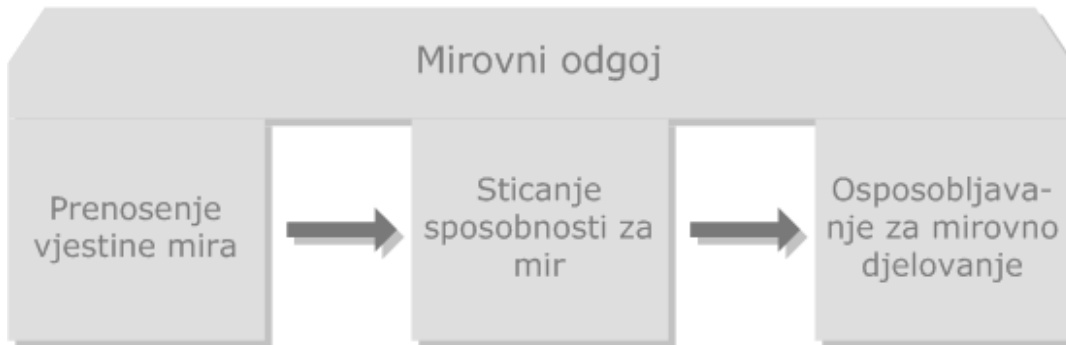 Mirovni odgoj
Prenosenje
vjestine mira
Sticanje
sposobnosti za
mir
Osposobljava-
nje za mirovno
djelovanje